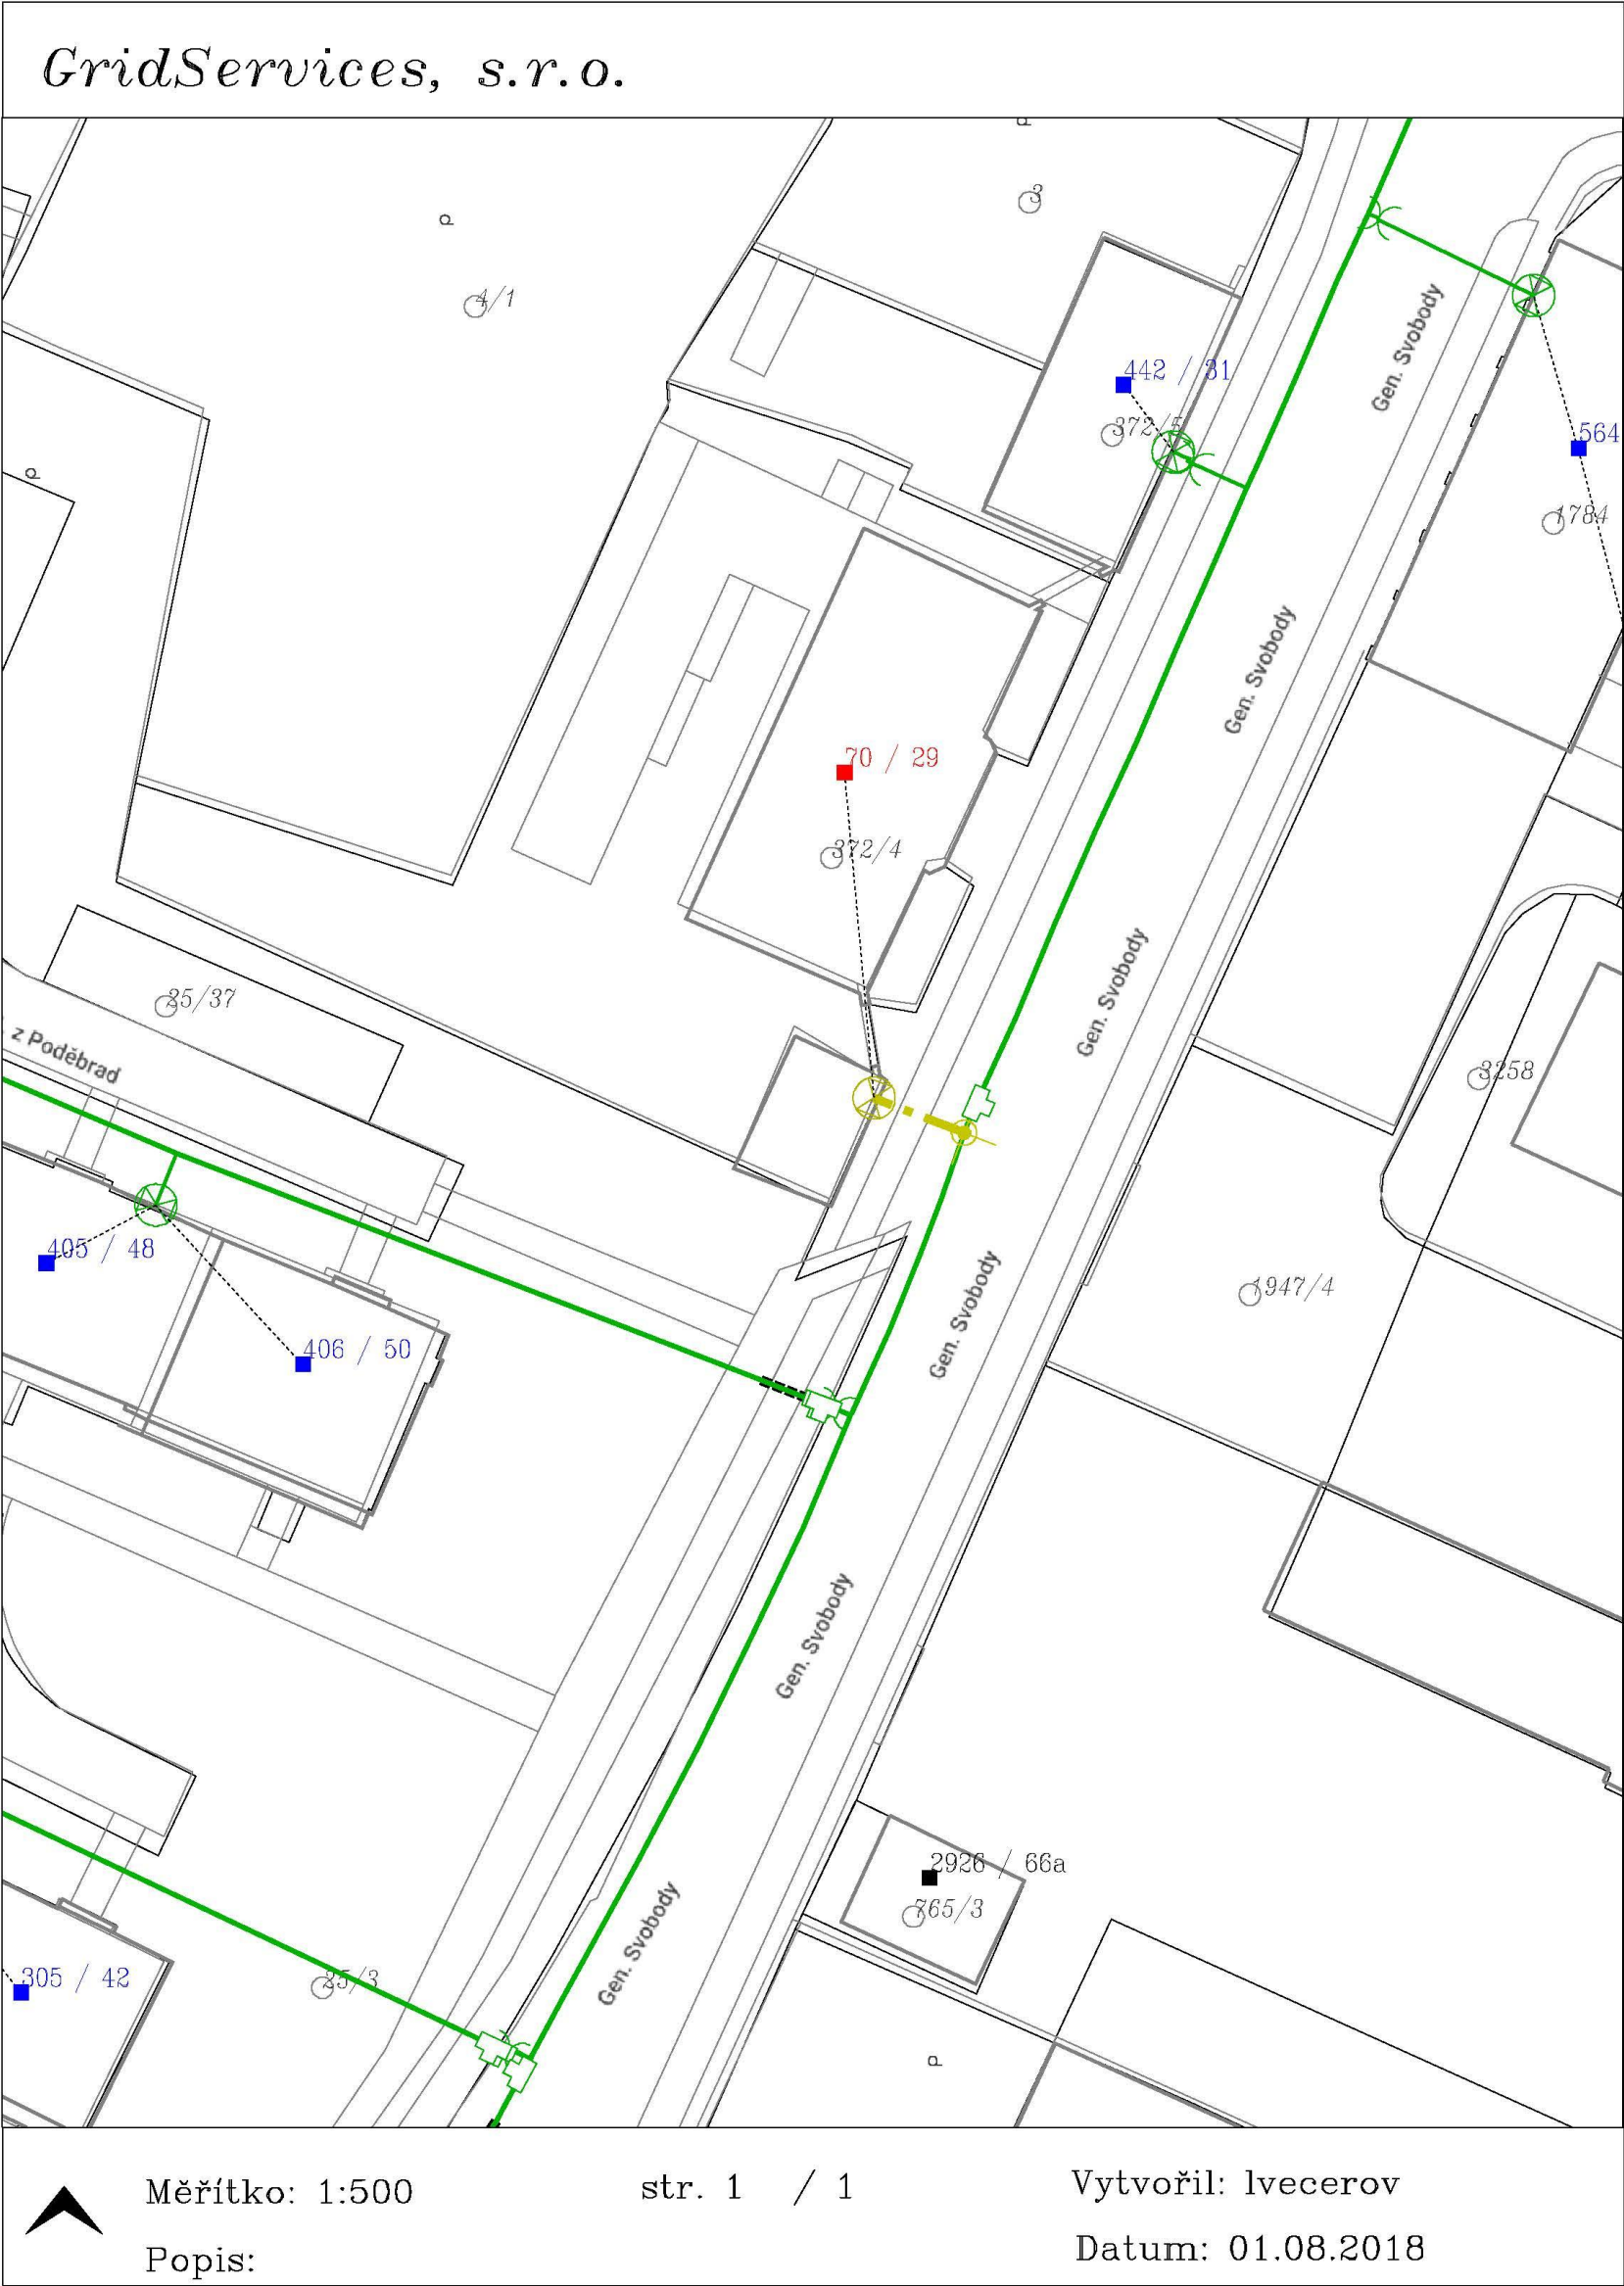 GridServices, s.r.o.
p
3
p
4/1
Gen. Svobody
442 / 31
372/5
564
p
1784
Gen. Svobody
70 / 29
372/4
Gen. Svobody
25/37
z Poděbrad
3258
405 / 48
Gen. Svobody
1947/4
406 / 50
Gen. Svobody
2926 / 66a
765/3
Gen. Svobody
305 / 42
25/3
p
Měřítko: 1:500
str. 1 / 1
Vytvořil: lvecerov
Popis:
Datum: 01.08.2018